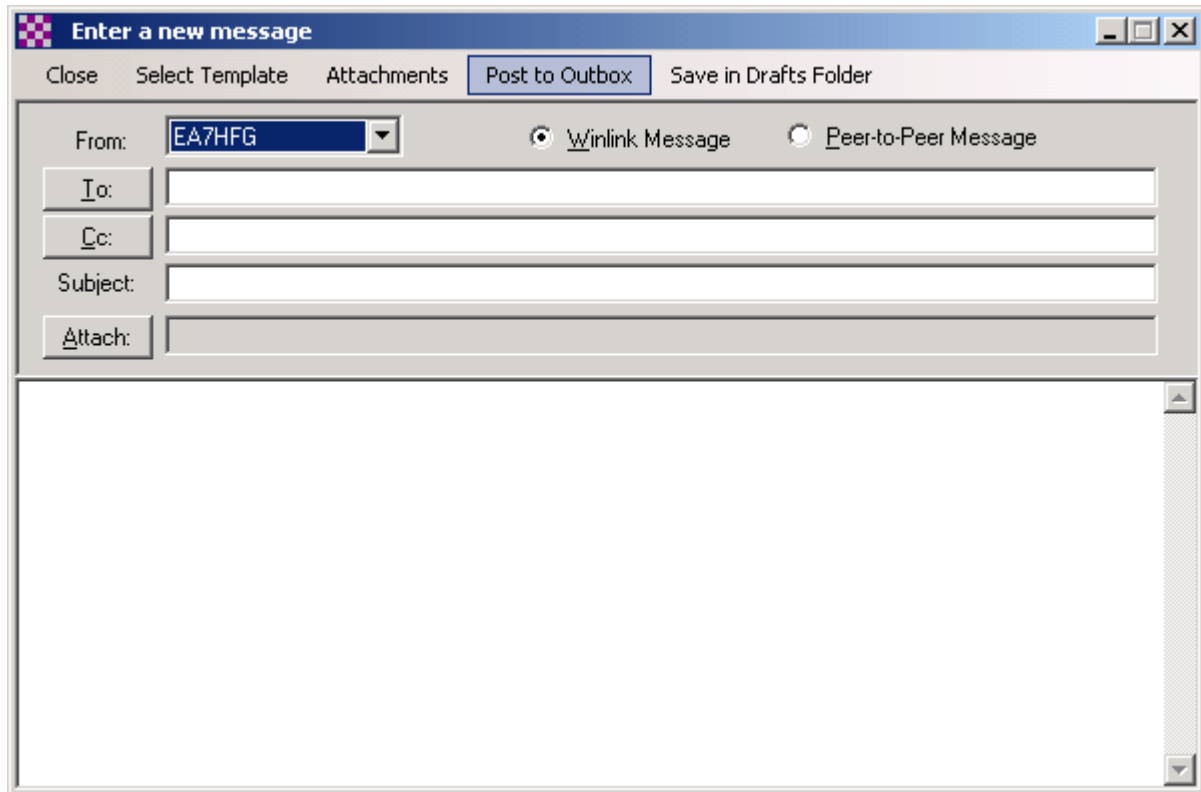 Enter a new message
Close Select Template Attachments Post to Outbox Save in Drafts Folder
From: EA7HFG Winlink Message Peer-to-Peer Message
To:
Cc:
Subject:
Attach: